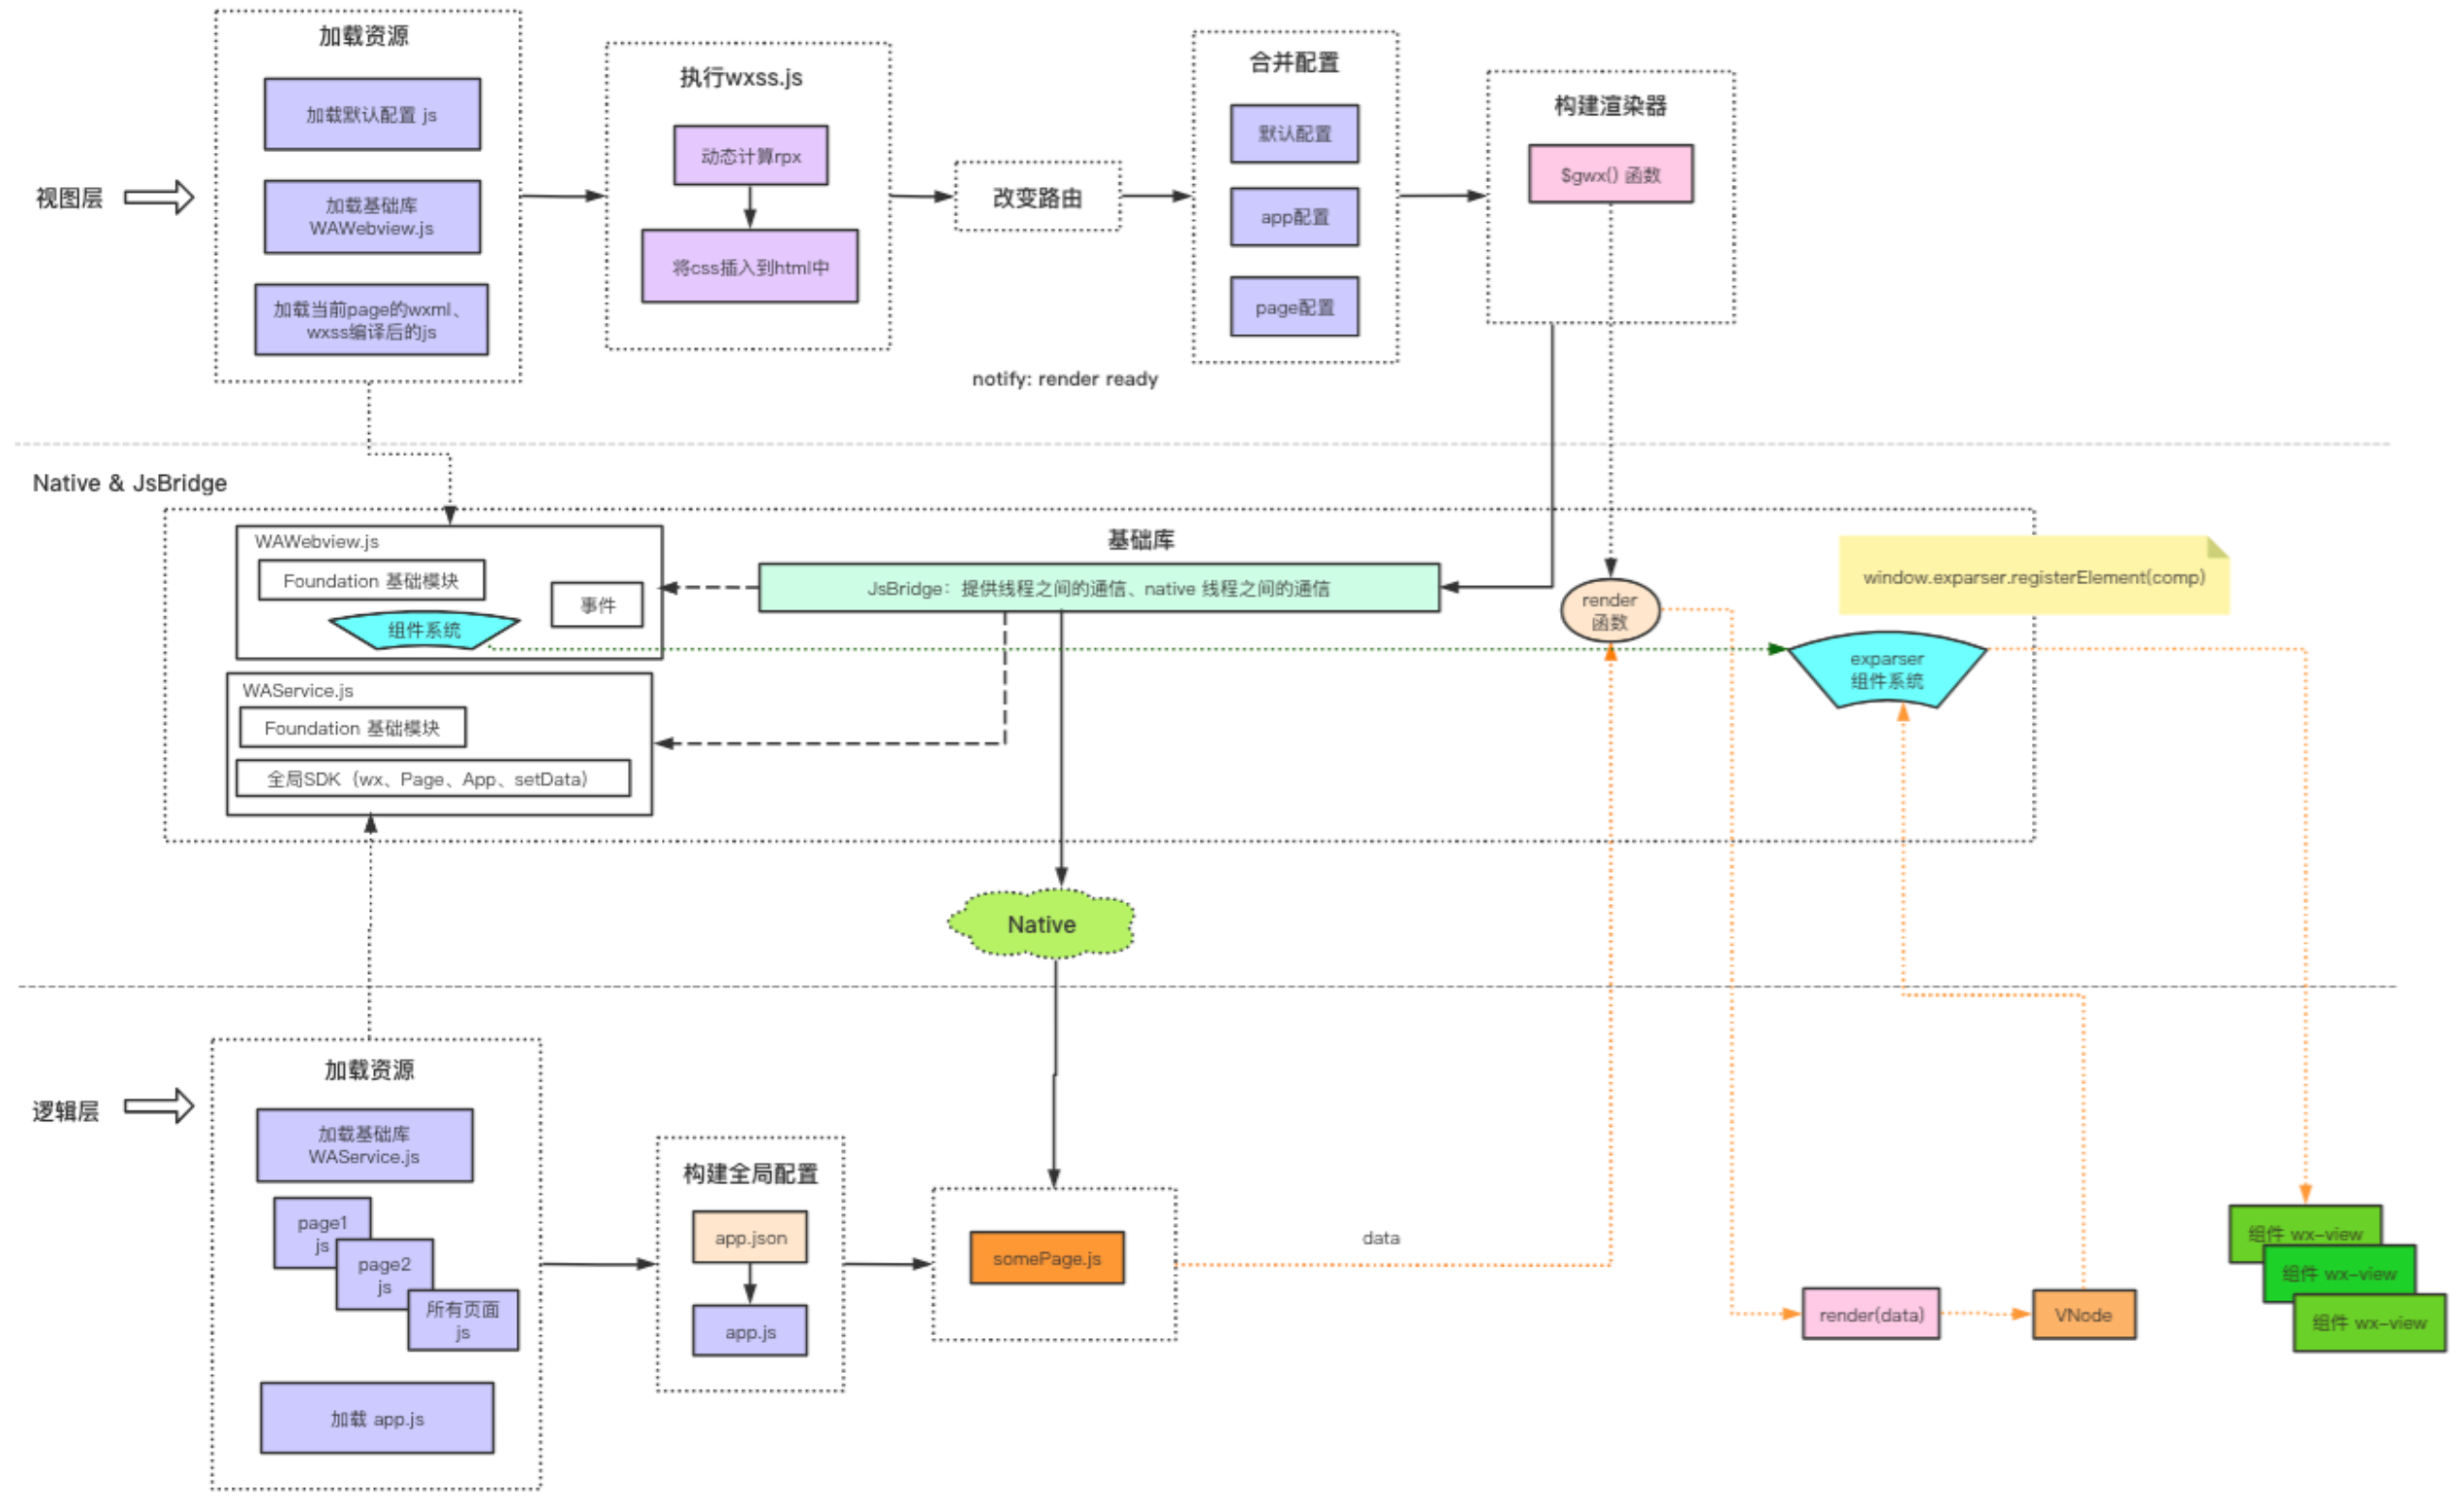 加载资源
加载默认配置 js
加载基础库
WAWebview.js
加载当前page的wxml、
wxss编译后的js
视图层
执行wxss.js
动态计算rpx
将css插入到html中
改变路由
合并配置
默认配置
app配置
page配置
构建渲染器
$gwx() 函数
notify: render ready
Native & JsBridge
基础库
WAWebview.js
Foundation 基础模块
事件
组件系统
JsBridge：提供线程之间的通信、native 线程之间的通信
render
函数
window.exparser.registerElement(comp)
exparser
组件系统
WAService.js
Foundation 基础模块
全局SDK（wx、Page、App、setData）
Native
逻辑层
加载资源
加载基础库
WAService.js
page1
js
page2
js
所有页面
js
加载 app.js
构建全局配置
app.json
app.js
somePage.js
data
render(data)
VNode
组件 wx-view
组件 wx-view
组件 wx-view